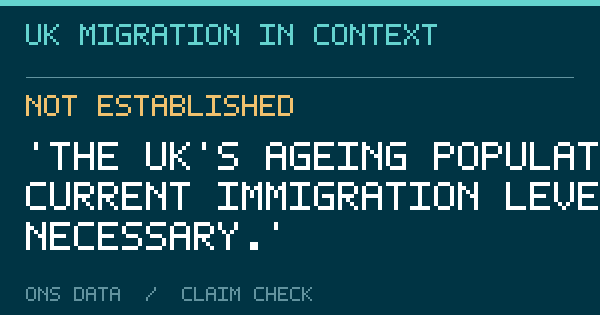 UK MIGRATION IN CONTEXT
NOT ESTABLISHED
'THE UK'S AGEING POPULAT
CURRENT IMMIGRATION LEVE
NECESSARY.'
ONS DATA / CLAIM CHECK